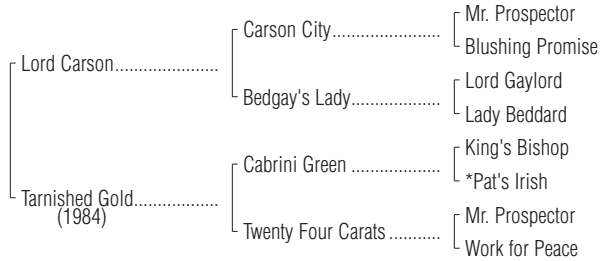 Mr. Prospector
Carson City..................
Blushing Promise
Lord Carson.....................
Lord Gaylord
Bedgay's Lady...................
Lady Beddard
King's Bishop
Cabrini Green ..................
*Pat's Irish
Tarnished Gold.................
(1984)
Mr. Prospector
Twenty Four Carats ...........
Work for Peace